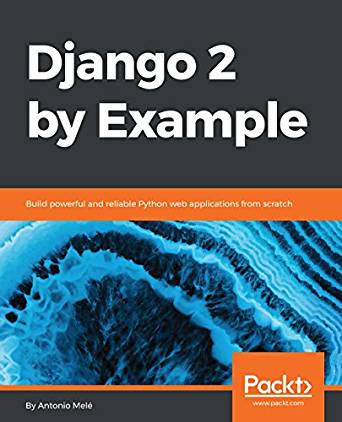 Django 2
by Example
Build powerful and reliable Python web applications from scratch
By Antonio Melé
Packt>
www.packt.com